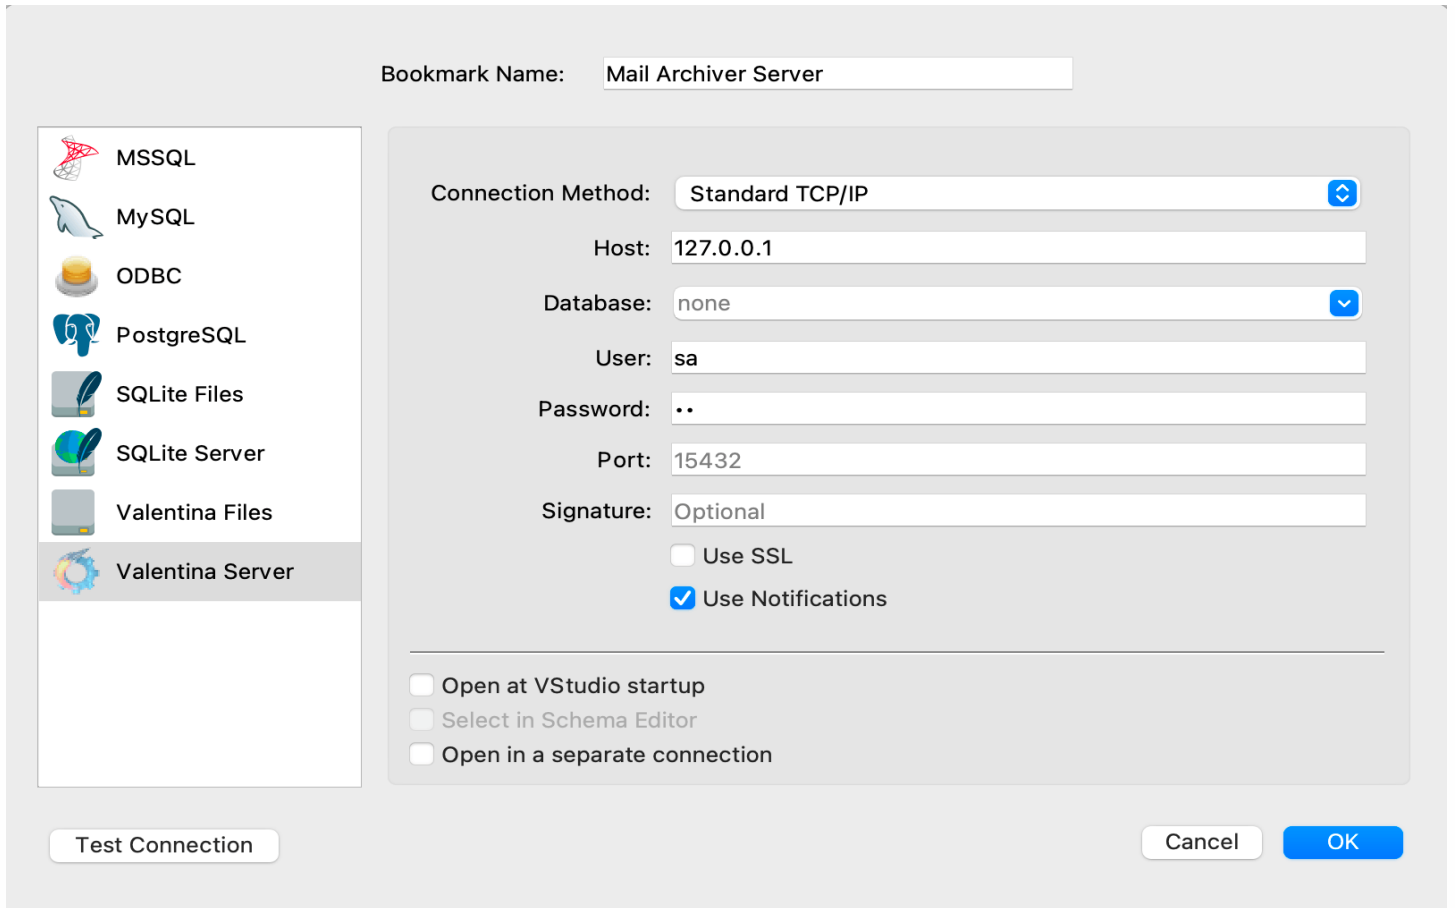 Bookmark Name: Mail Archiver Server
MSSQL
MySQL
ODBC
PostgreSQL
SQLite Files
SQLite Server
Valentina Files
Valentina Server
Connection Method: Standard TCP/IP
Host: 127.0.0.1
Database: none
User: sa
Password: ••
Port: 15432
Signature: Optional
Use SSL
Use Notifications
Open at VStudio startup
Select in Schema Editor
Open in a separate connection
Test Connection
Cancel
OK